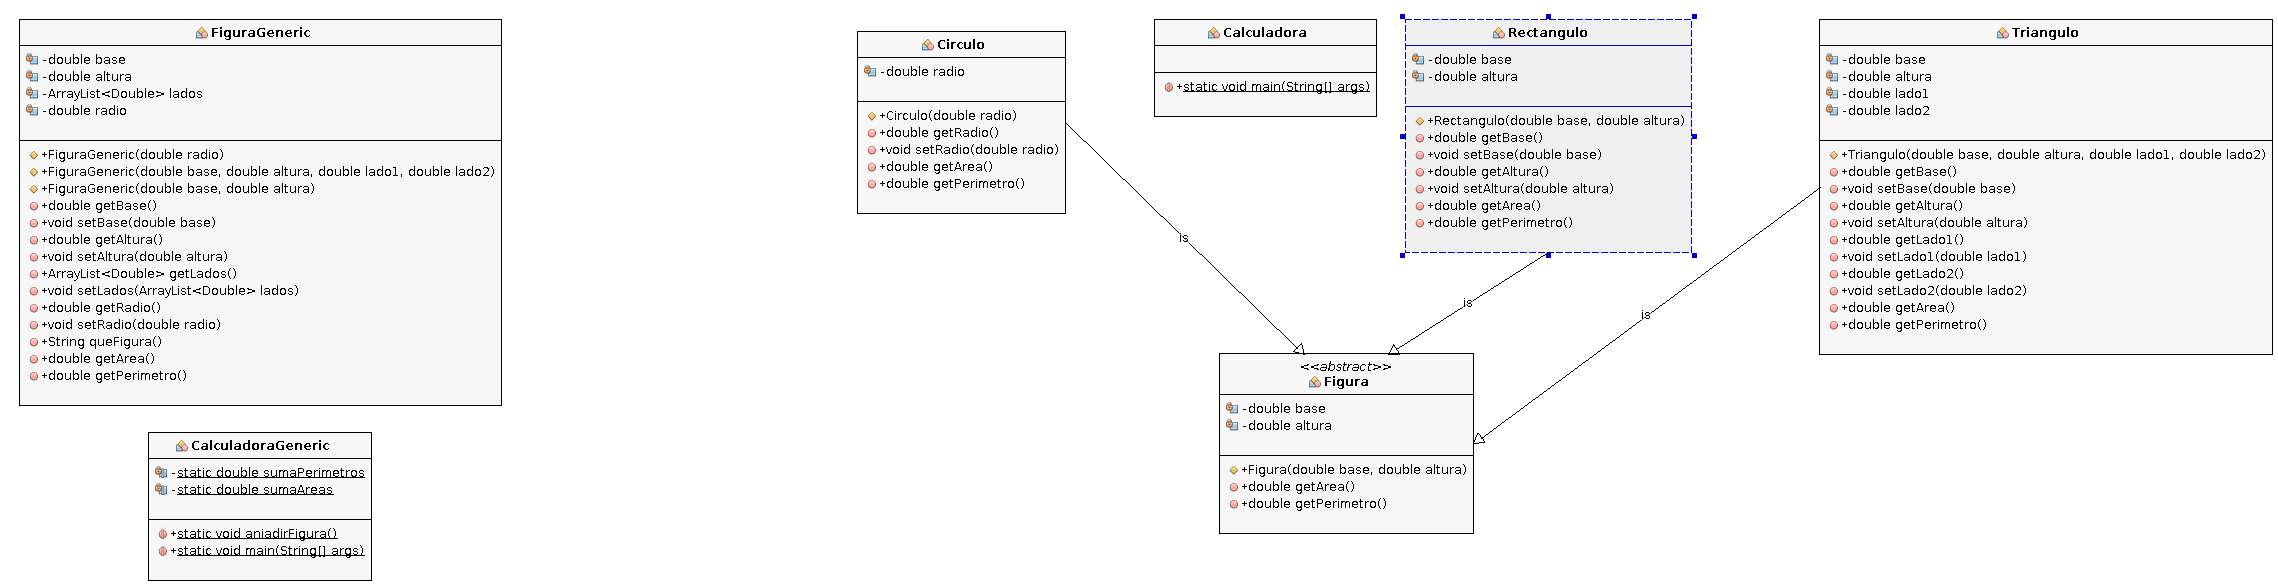 FiguraGeneric
-double base
-double altura
-ArrayList<Double> lados
-double radio
+FiguraGeneric(double radio)
+FiguraGeneric(double base, double altura, double lado1, double lado2)
+FiguraGeneric(double base, double altura)
+double getBase()
+void setBase(double base)
+double getAltura()
+void setAltura(double altura)
+ArrayList<Double> getLados()
+void setLados(ArrayList<Double> lados)
+double getRadio()
+void setRadio(double radio)
+String queFigura()
+double getArea()
+double getPerimetro()
CalculadoraGeneric
-static double sumaPerimetros
-static double sumaAreas
+static void aniadirFigura()
+static void main(String[] args)
Circulo
-double radio
+Circulo(double radio)
+double getRadio()
+void setRadio(double radio)
+double getArea()
+double getPerimetro()
Calculadora
+static void main(String[] args)
Rectangulo
-double base
-double altura
+Rectangulo(double base, double altura)
+double getBase()
+void setBase(double base)
+double getAltura()
+void setAltura(double altura)
+double getArea()
+double getPerimetro()
Triangulo
-double base
-double altura
-double lado1
-double lado2
+Triangulo(double base, double altura, double lado1, double lado2)
+double getBase()
+void setBase(double base)
+double getAltura()
+void setAltura(double altura)
+double getLado1()
+void setLado1(double lado1)
+double getLado2()
+void setLado2(double lado2)
+double getArea()
+double getPerimetro()
is
is
is
<<abstract>>
Figura
-double base
-double altura
+Figura(double base, double altura)
+double getArea()
+double getPerimetro()